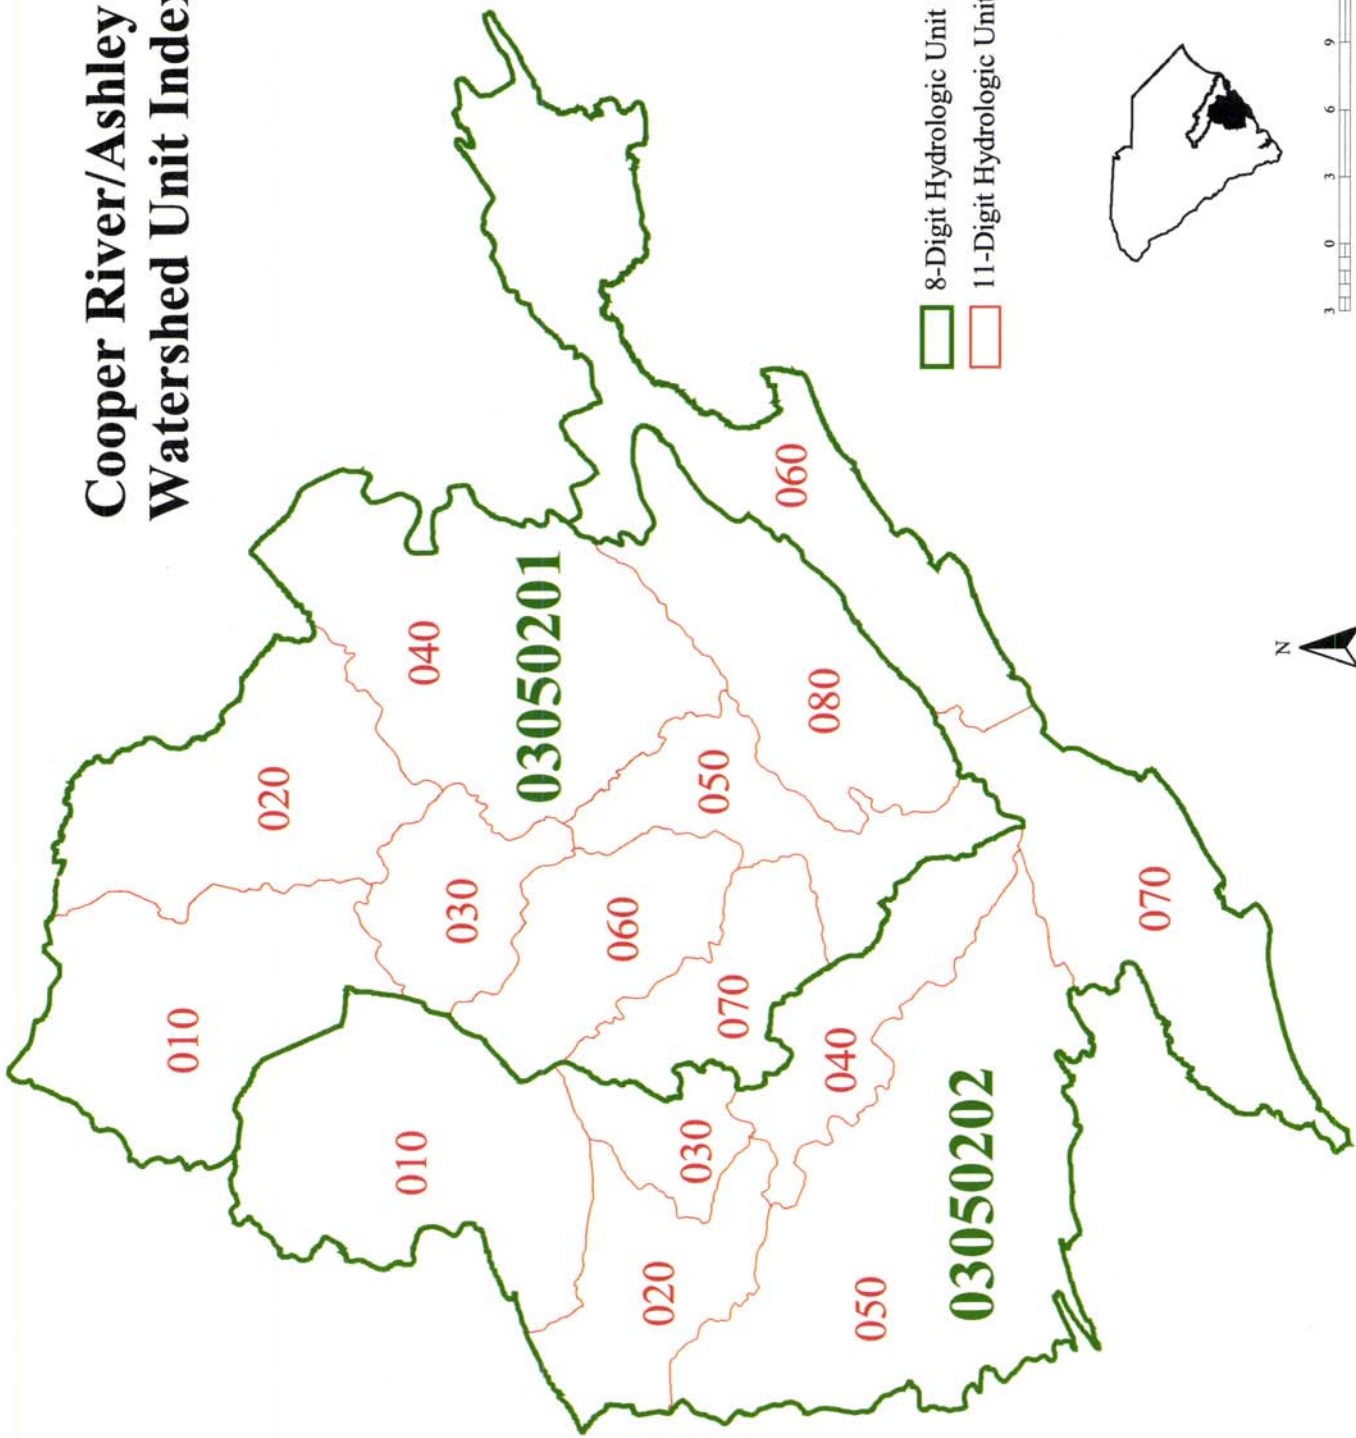 Cooper River/Ashley
Watershed Unit Index
010
020
010
030
040
03050201
060
050
070
080
060
020
030
040
050
03050202
070
8-Digit Hydrologic Unit
11-Digit Hydrologic Unit
N
3 0 3 6 9